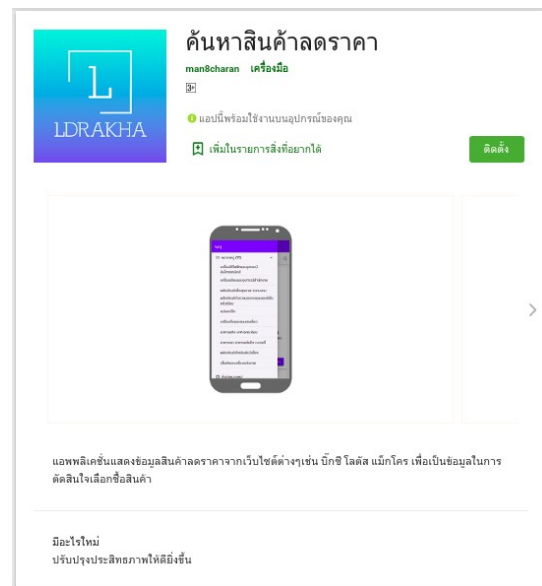 ค้นหาสินค้าลดราคา
man8charan เครื่องมือ
3+
L
LDRAKHA
แอปนี้พร้อมใช้งานบนอุปกรณ์ของคุณ
เพิ่มในรายการสิ่งที่อยากได้
ติดตั้ง
แอพพลิเคชั่นแสดงข้อมูลสินค้าลดราคาจากเว็บไซต์ต่างๆเช่น บิ๊กซี โลตัส แม็กโคร เพื่อเป็นข้อมูลในการ
ตัดสินใจเลือกซื้อสินค้า
มีอะไรใหม่
ปรับปรุงประสิทธภาพให้ดียิ่งขึ้น